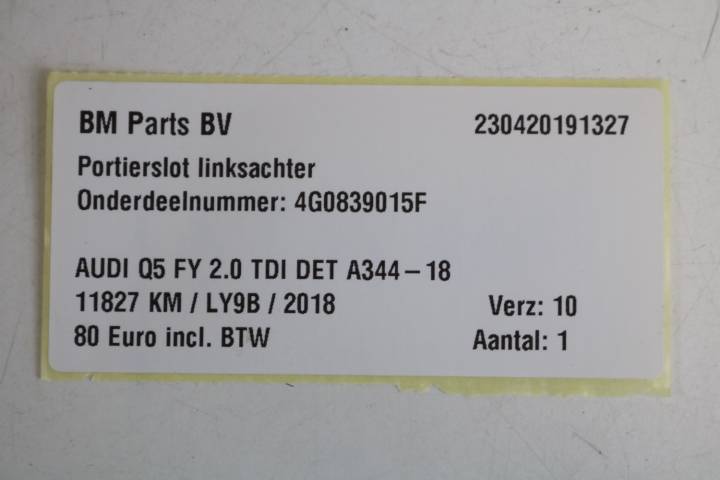 BM Parts BV 230420191327
Portierslot linksachter
Onderdeelnummer: 4G0839015F
AUDI Q5 FY 2.0 TDI DET A344-18
11827 KM / LY9B / 2018 Verz: 10
80 Euro incl. BTW Aantal: 1